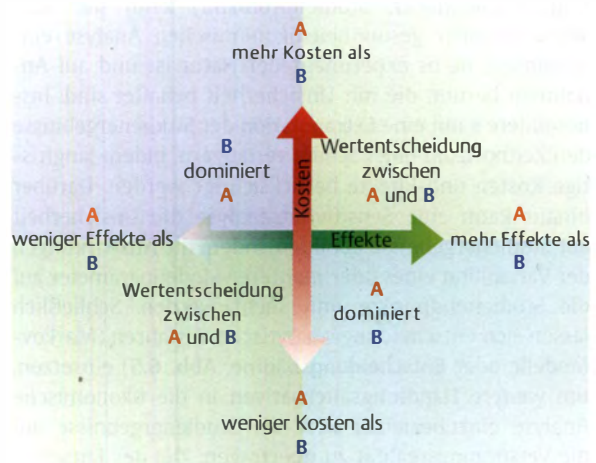 A
mehr Kosten als
B
B
dominiert
A
Wertentscheidung
zwischen
A und B
Kosten
A
weniger Effekte als
B
Effekte
A
mehr Effekte als
B
Wertentscheidung
zwischen
A und B
A
dominiert
B
A
weniger Kosten als
B